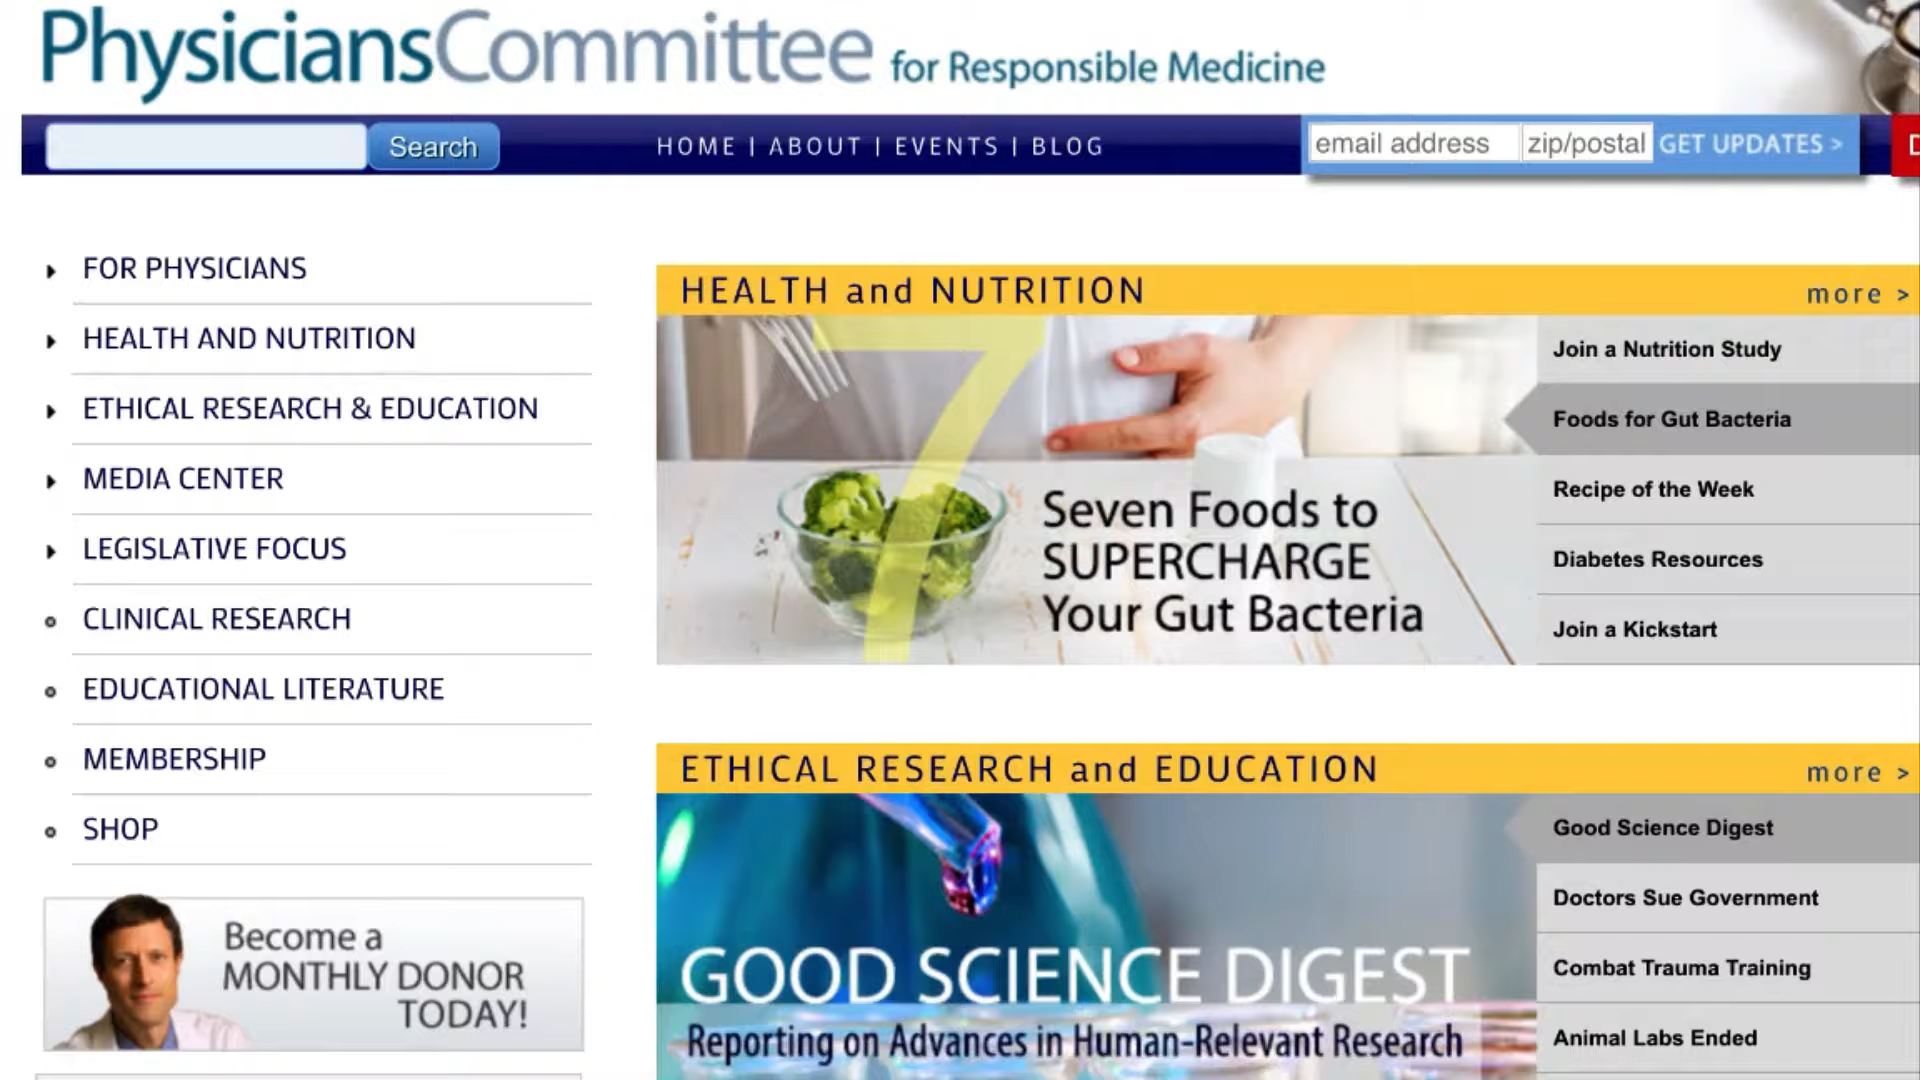 PhysiciansCommittee for Responsible Medicine
Search
HOME | ABOUT | EVENTS | BLOG
email address
zip/postal
GET UPDATES >
FOR PHYSICIANS
HEALTH AND NUTRITION
ETHICAL RESEARCH & EDUCATION
MEDIA CENTER
LEGISLATIVE FOCUS
CLINICAL RESEARCH
EDUCATIONAL LITERATURE
MEMBERSHIP
SHOP
Become a
MONTHLY DONOR
TODAY!
HEALTH and NUTRITION
more >
7
Seven Foods to
SUPERCHARGE
Your Gut Bacteria
Join a Nutrition Study
Foods for Gut Bacteria
Recipe of the Week
Diabetes Resources
Join a Kickstart
ETHICAL RESEARCH and EDUCATION
more >
GOOD SCIENCE DIGEST
Reporting on Advances in Human-Relevant Research
Good Science Digest
Doctors Sue Government
Combat Trauma Training
Animal Labs Ended